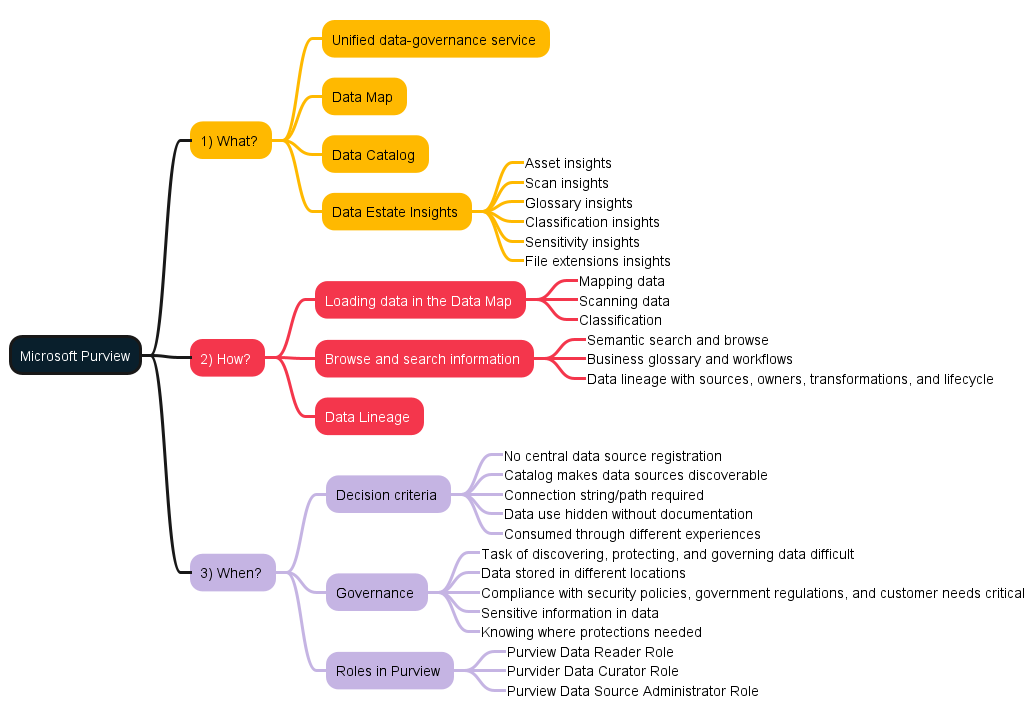 Microsoft Purview
1) What?
Unified data-governance service
Data Map
Data Catalog
Data Estate Insights
Asset insights
Scan insights
Glossary insights
Classification insights
Sensitivity insights
File extensions insights
2) How?
Loading data in the Data Map
Mapping data
Scanning data
Classification
Browse and search information
Semantic search and browse
Business glossary and workflows
Data lineage with sources, owners, transformations, and lifecycle
Data Lineage
3) When?
Decision criteria
No central data source registration
Catalog makes data sources discoverable
Connection string/path required
Data use hidden without documentation
Consumed through different experiences
Governance
Task of discovering, protecting, and governing data difficult
Data stored in different locations
Compliance with security policies, government regulations, and customer needs critical
Sensitive information in data
Knowing where protections needed
Roles in Purview
Purview Data Reader Role
Purvider Data Curator Role
Purview Data Source Administrator Role